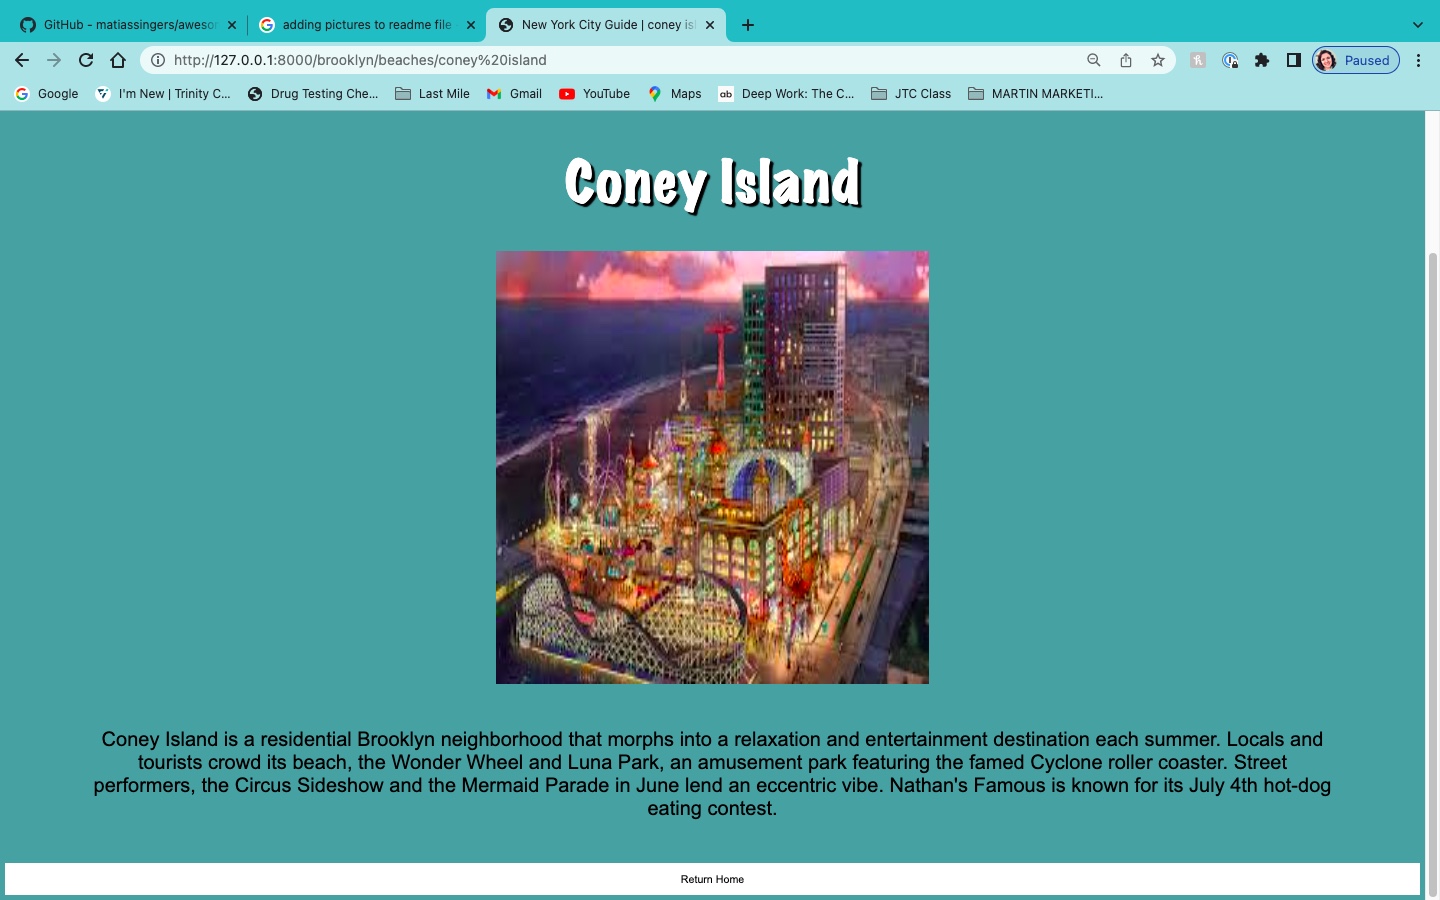 GitHub - matiassingers/aweso
adding pictures to readme file
New York City Guide | coney isl
http://127.0.0.1:8000/brooklyn/beaches/coney%20island
Paused
Google
I'm New | Trinity C...
Drug Testing Che...
Last Mile
Gmail
YouTube
Maps
ab
Deep Work: The C...
JTC Class
MARTIN MARKETI...
Coney Island
Coney Island is a residential Brooklyn neighborhood that morphs into a relaxation and entertainment destination each summer. Locals and
tourists crowd its beach, the Wonder Wheel and Luna Park, an amusement park featuring the famed Cyclone roller coaster. Street
performers, the Circus Sideshow and the Mermaid Parade in June lend an eccentric vibe. Nathan's Famous is known for its July 4th hot-dog
eating contest.
Return Home